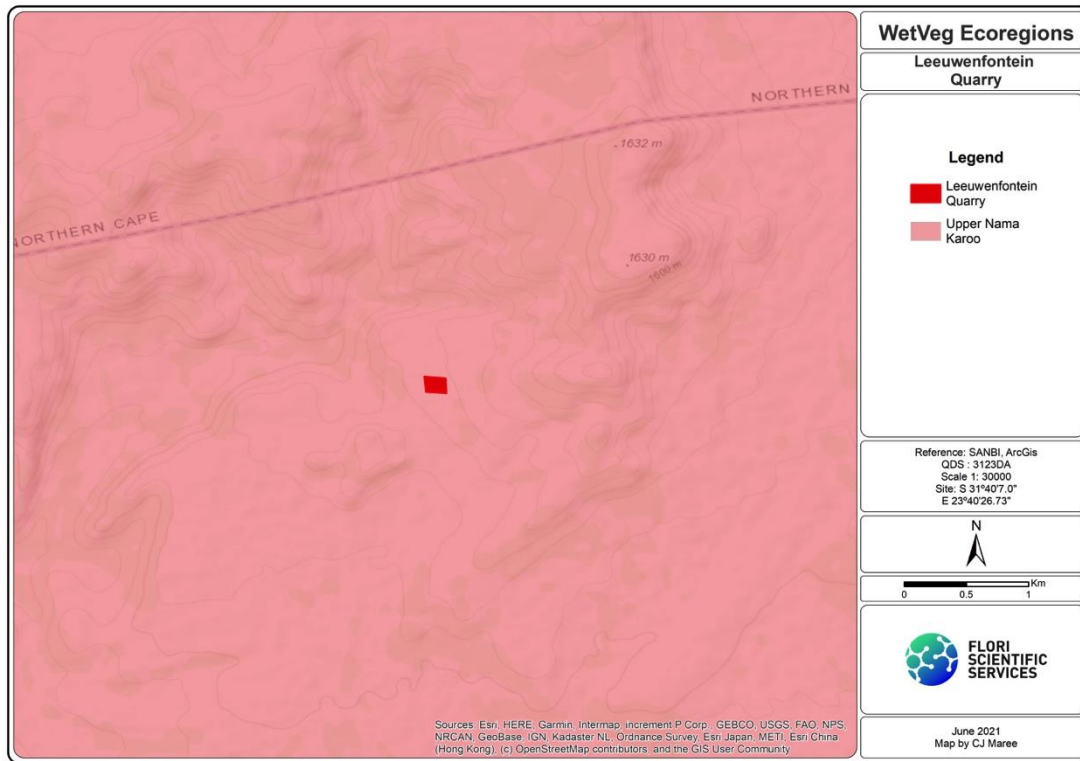 WetVeg Ecoregions
Leeuwenfontein
Quarry
NORTHERN
1632 m
NORTHERN CAPE
1630 m
1600 m
Legend
Leeuwenfontein
Quarry
Upper Nama
Karoo
Reference: SANBI, ArcGis
QDS : 3123DA
Scale 1: 30000
Site: S 31°40'7.0"
E 23°40'26.73"
N
Km
0 0.5 1
FLORI
SCIENTIFIC
SERVICES
Sources: Esri, HERE, Garmin, Intermap, increment P Corp., GEBCO, USGS, FAO, NPS,
NRCAN, GeoBase, IGN, Kadaster NL, Ordnance Survey, Esri Japan, METI, Esri China
(Hong Kong), (c) OpenStreetMap contributors, and the GIS User Community
June 2021
Map by CJ Maree